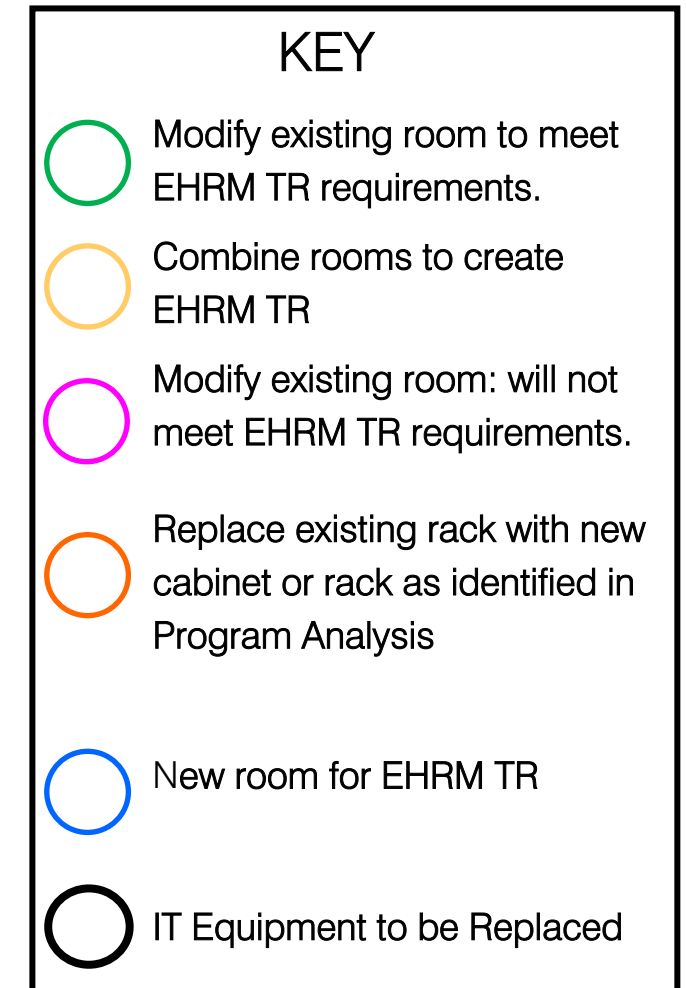 KEY
Modify existing room to meet
EHRM TR requirements.
Combine rooms to create
EHRM TR
Modify existing room: will not
meet EHRM TR requirements.
Replace existing rack with new
cabinet or rack as identified in
Program Analysis
New room for EHRM TR
IT Equipment to be Replaced